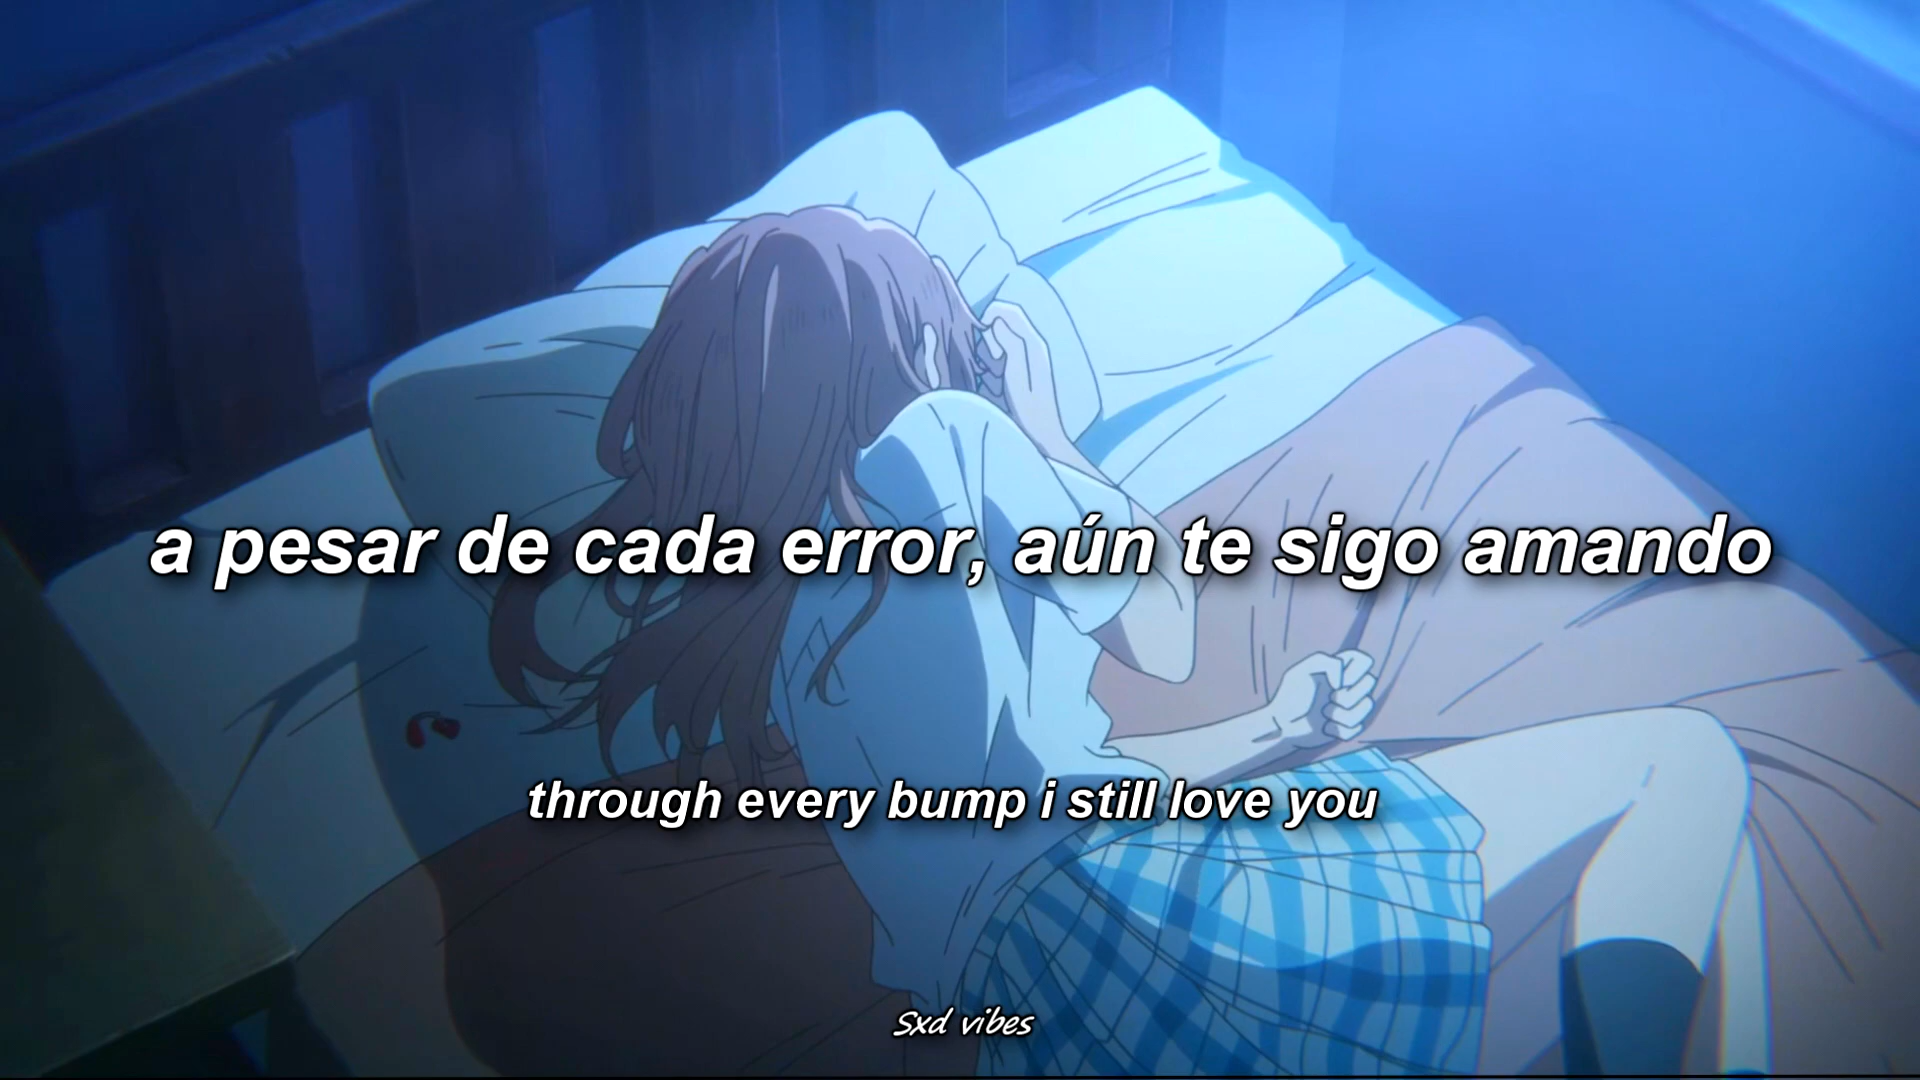 a pesar de cada error, aún te sigo amando
through every bump i still love you
Sxd vibes